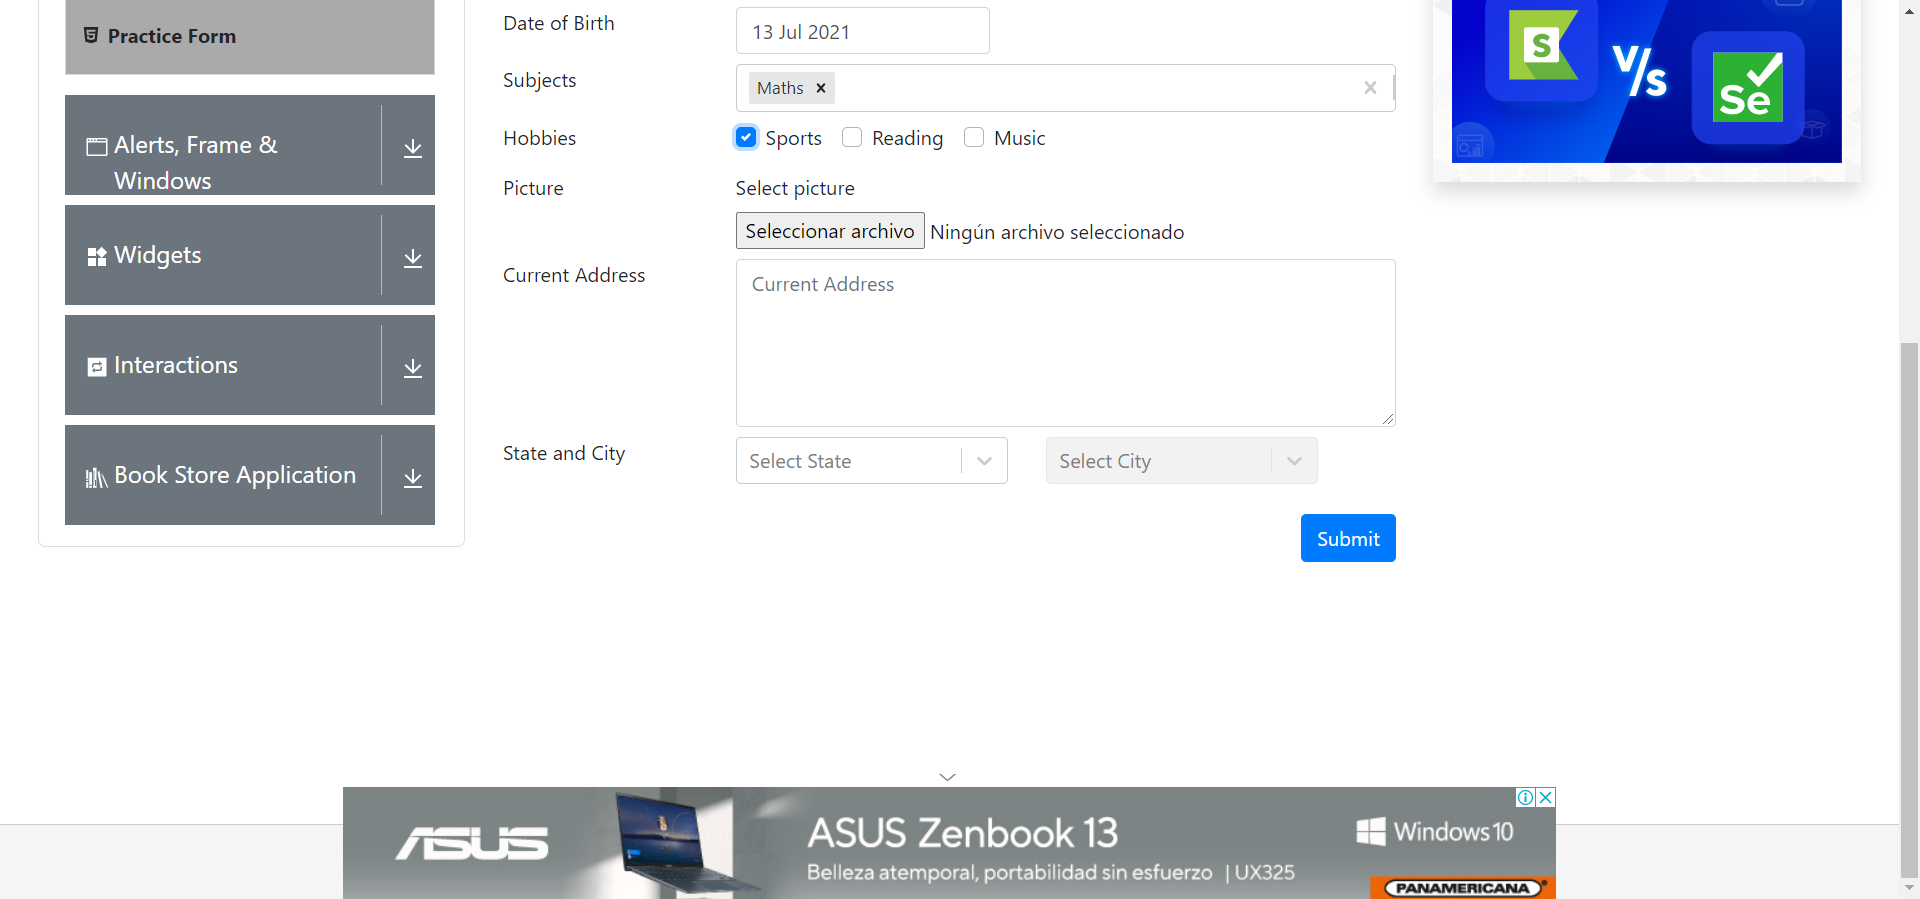 Practice Form
Alerts, Frame &
Windows
Widgets
Interactions
Book Store Application
Date of Birth
13 Jul 2021
Subjects
Maths
Hobbies
Sports
Reading
Music
Picture
Select picture
Seleccionar archivo Ningún archivo seleccionado
Current Address
Current Address
State and City
Select State
Select City
Submit
S
V/s
Se
ASUS
ASUS Zenbook 13
Belleza atemporal, portabilidad sin esfuerzo | UX325
Windows 10
PANAMERICANA